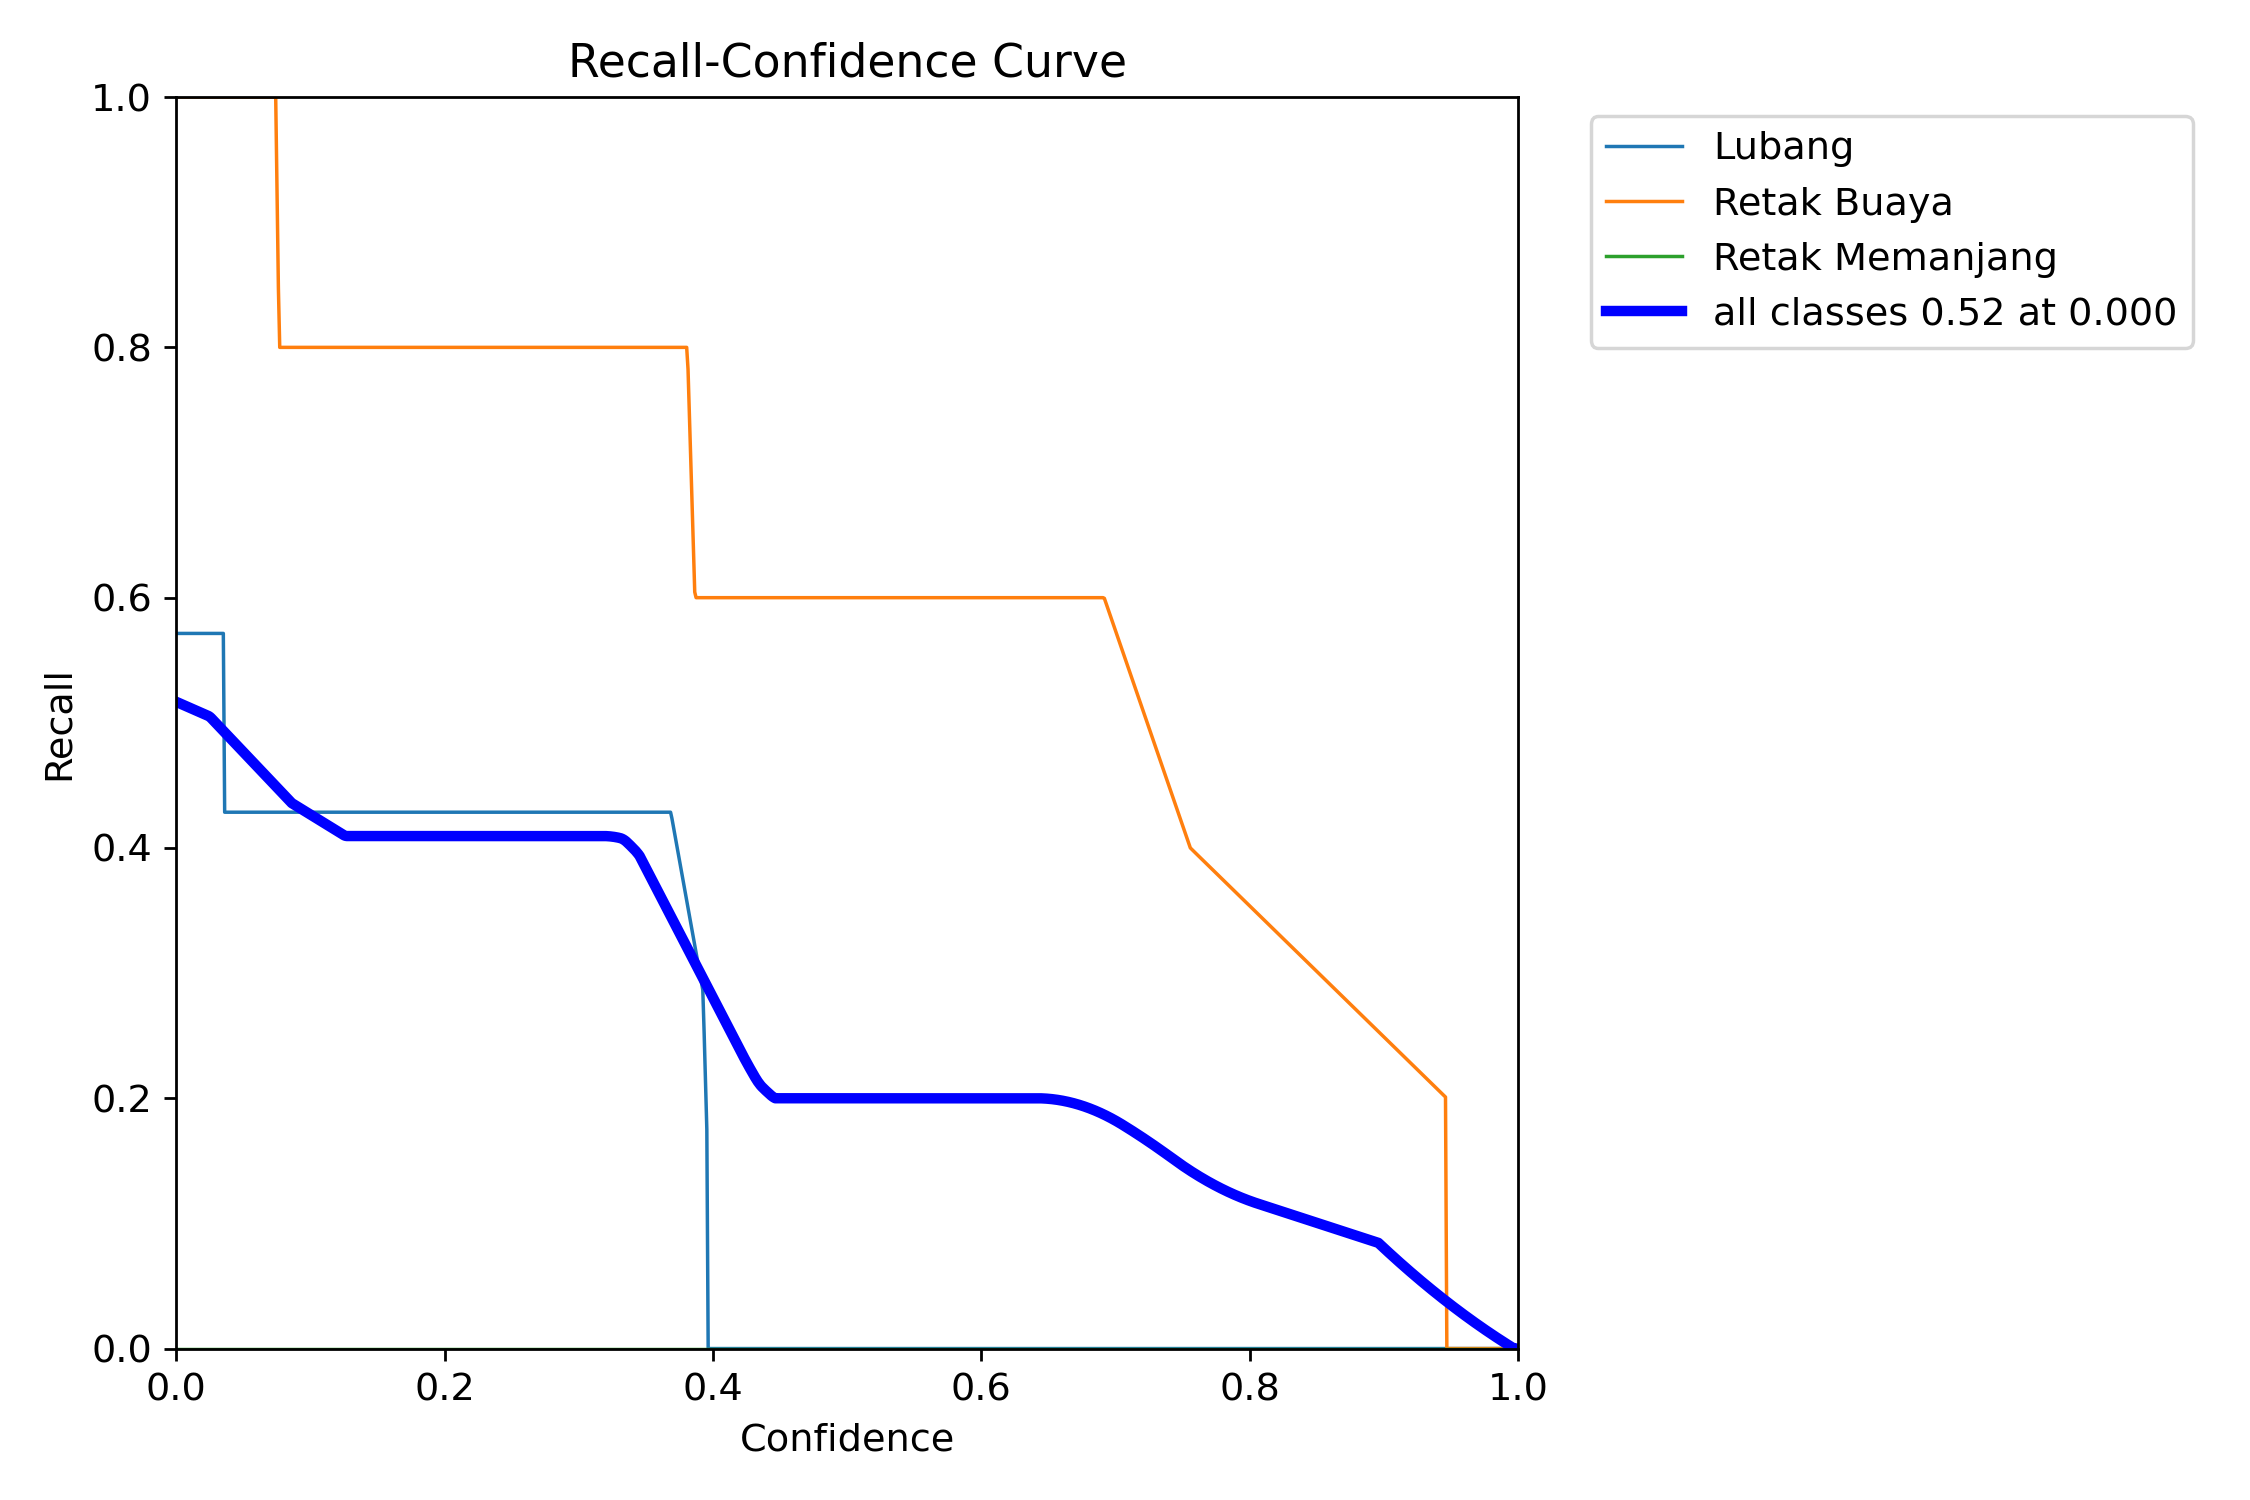 Recall-Confidence Curve
1.0
0.8
0.6
0.4
0.2
0.0
Recall
0.0 0.2 0.4 0.6 0.8 1.0
Confidence
Lubang
Retak Buaya
Retak Memanjang
all classes 0.52 at 0.000